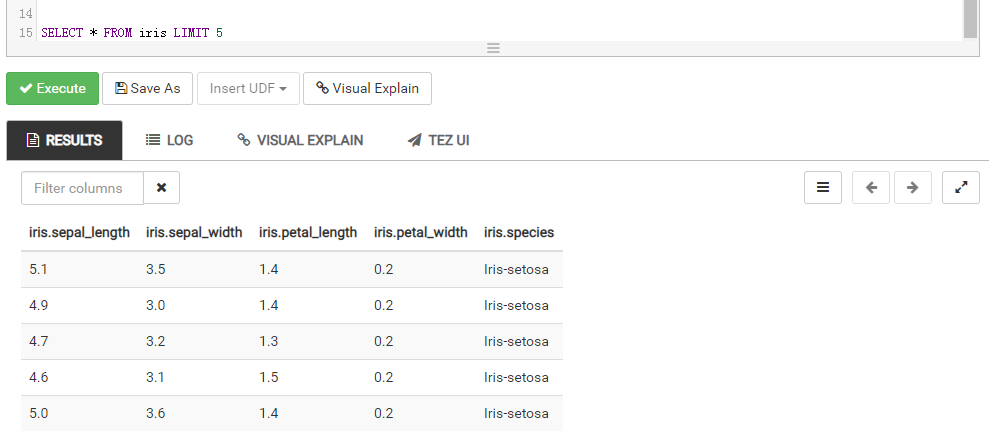 14
15 SELECT * FROM iris LIMIT 5
Execute Save As Insert UDF Visual Explain
RESULTS LOG VISUAL EXPLAIN TEZ UI
Filter columns
iris.sepal_length iris.sepal_width iris.petal_length iris.petal_width iris.species
5.1 3.5 1.4 0.2 Iris-setosa
4.9 3.0 1.4 0.2 Iris-setosa
4.7 3.2 1.3 0.2 Iris-setosa
4.6 3.1 1.5 0.2 Iris-setosa
5.0 3.6 1.4 0.2 Iris-setosa